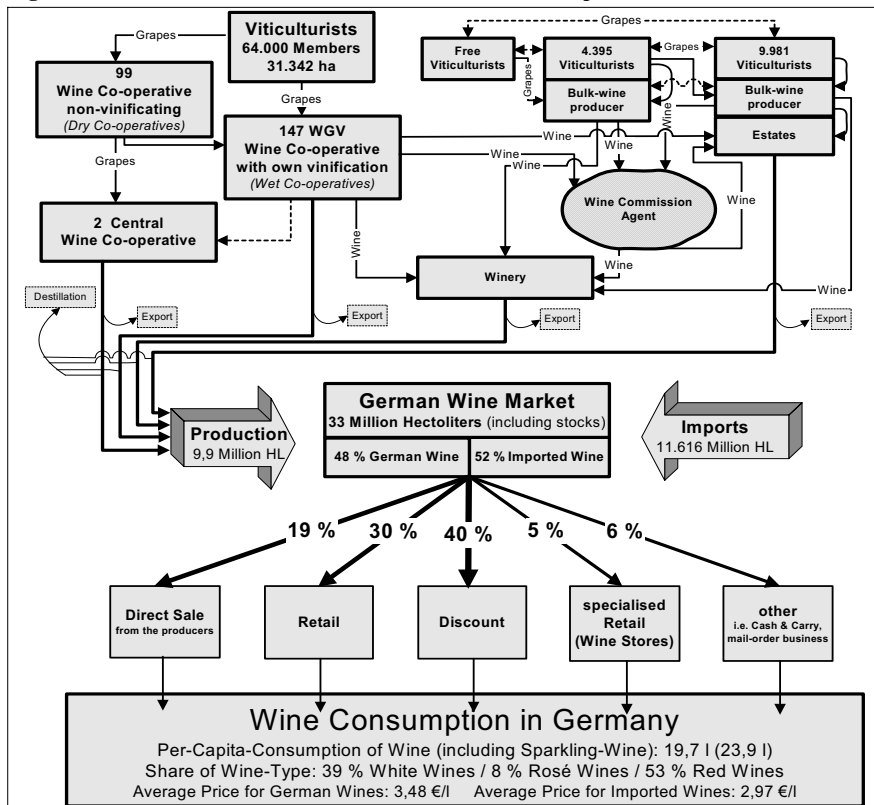 Grapes
Viticulturists
64.000 Members
31.342 ha
Grapes
Free
Viticulturists
Grapes
4.395
Viticulturists
Grapes
9.981
Viticulturists
Bulk-wine
producer
Bulk-wine
producer
Estates
99
Wine Co-operative
non-vinificating
(Dry Co-operatives)
Grapes
147 WGV
Wine Co-operative
with own vinification
(Wet Co-operatives)
Grapes
2 Central
Wine Co-operative
Wine
Wine
Wine
Wine
Wine
Wine
Wine Commission
Agent
Wine
Wine
Wine
Winery
Wine
Destillation
Export
Export
Export
Export
Production
9,9 Million HL
German Wine Market
33 Million Hectoliters (including stocks)
48 % German Wine
52 % Imported Wine
Imports
11.616 Million HL
19 %
30 %
40 %
5 %
6 %
Direct Sale
from the producers
Retail
Discount
specialised
Retail
(Wine Stores)
other
i.e. Cash & Carry,
mail-order business
Wine Consumption in Germany
Per-Capita-Consumption of Wine (including Sparkling-Wine): 19,7 l (23,9 l)
Share of Wine-Type: 39 % White Wines / 8 % Rosé Wines / 53 % Red Wines
Average Price for German Wines: 3,48 €/l Average Price for Imported Wines: 2,97 €/l